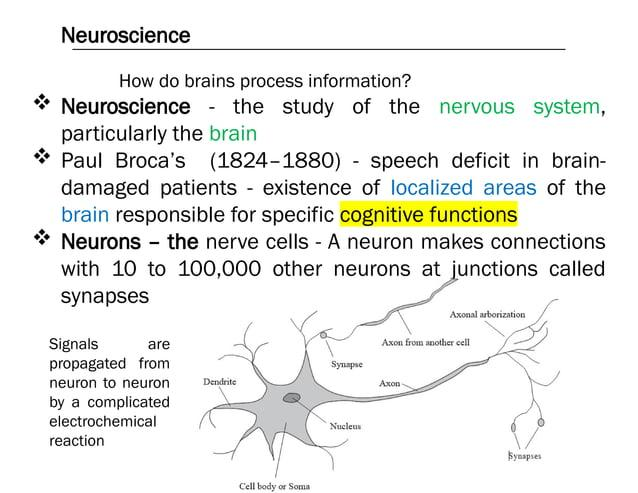 Neuroscience
How do brains process information?
❖ Neuroscience - the study of the nervous system,
particularly the brain
❖ Paul Broca's (1824–1880) - speech deficit in brain-
damaged patients - existence of localized areas of the
brain responsible for specific cognitive functions
❖ Neurons – the nerve cells - A neuron makes connections
with 10 to 100,000 other neurons at junctions called
synapses
Signals are
propagated from
neuron to neuron
by a complicated
electrochemical
reaction
Axonal arborization
Axon from another cell
Synapse
Dendrite
Axon
Nucleus
Synapses
Cell body or Soma